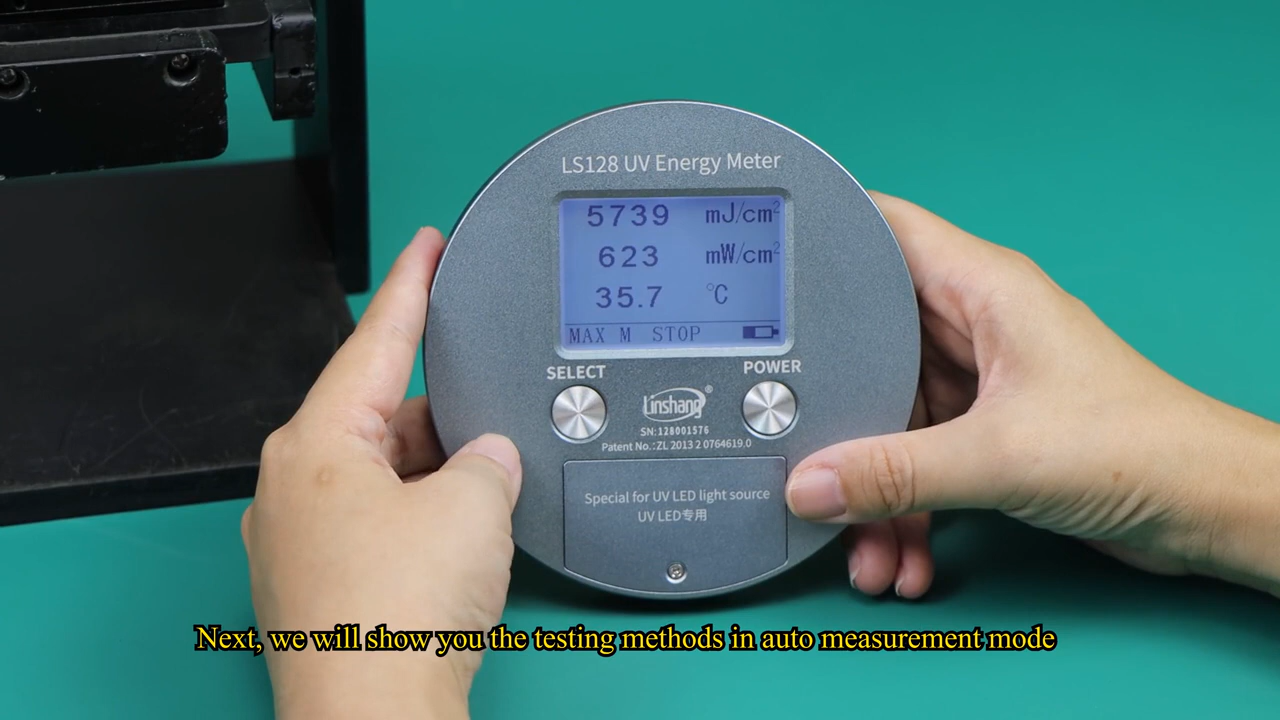 LS128 UV Energy Meter
5739 mJ/cm²
623 mW/cm²
35.7 °C
MAX M STOP
SELECT
POWER
Linshang®
SN:128001576
Patent No.:ZL 2013 2 0764619.0
Special for UV LED light source
UV LED专用
Next, we will show you the testing methods in auto measurement mode